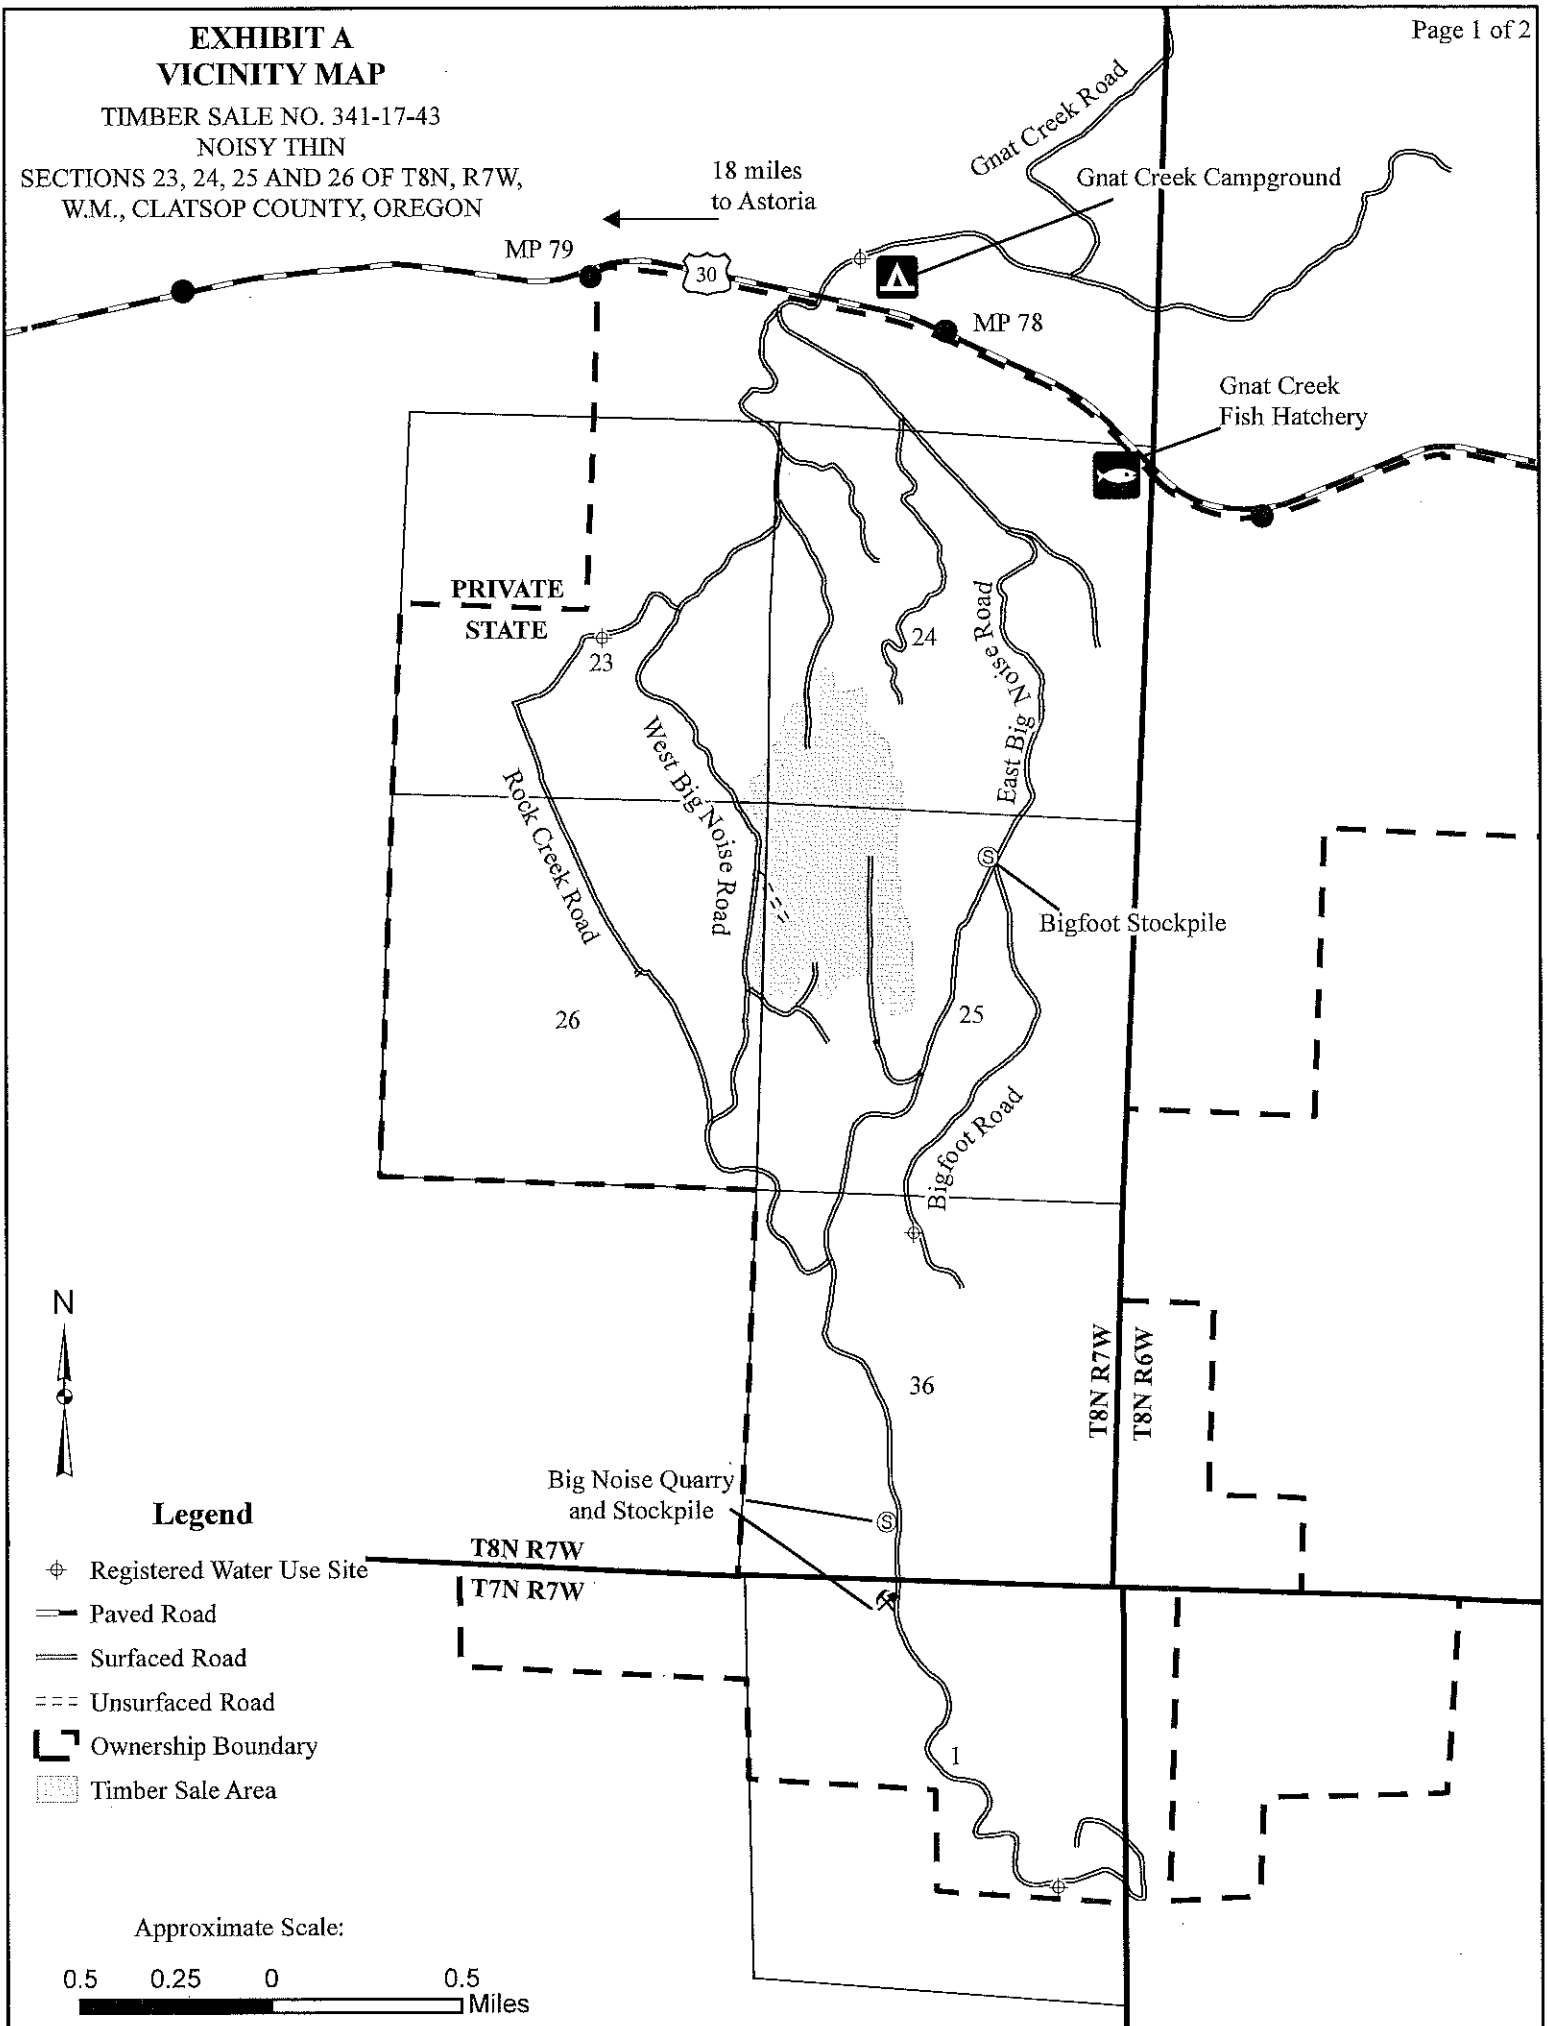 Page 1 of 2
EXHIBIT A
VICINITY MAP
TIMBER SALE NO. 341-17-43
NOISY THIN
SECTIONS 23, 24, 25 AND 26 OF T8N, R7W,
W.M., CLATSOP COUNTY, OREGON
18 miles
to Astoria
Gnat Creek Road
Gnat Creek Campground
MP 79
30
MP 78
Gnat Creek
Fish Hatchery
PRIVATE
STATE
23
24
East Big Noise Road
West Big Noise Road
Rock Creek Road
S
Bigfoot Stockpile
26
25
Bigfoot Road
N
T8N R7W
T8N R6W
36
Big Noise Quarry
and Stockpile
S
T8N R7W
T7N R7W
Legend
Registered Water Use Site
Paved Road
Surfaced Road
Unsurfaced Road
Ownership Boundary
Timber Sale Area
1
Approximate Scale:
0.5 0.25 0 0.5
Miles